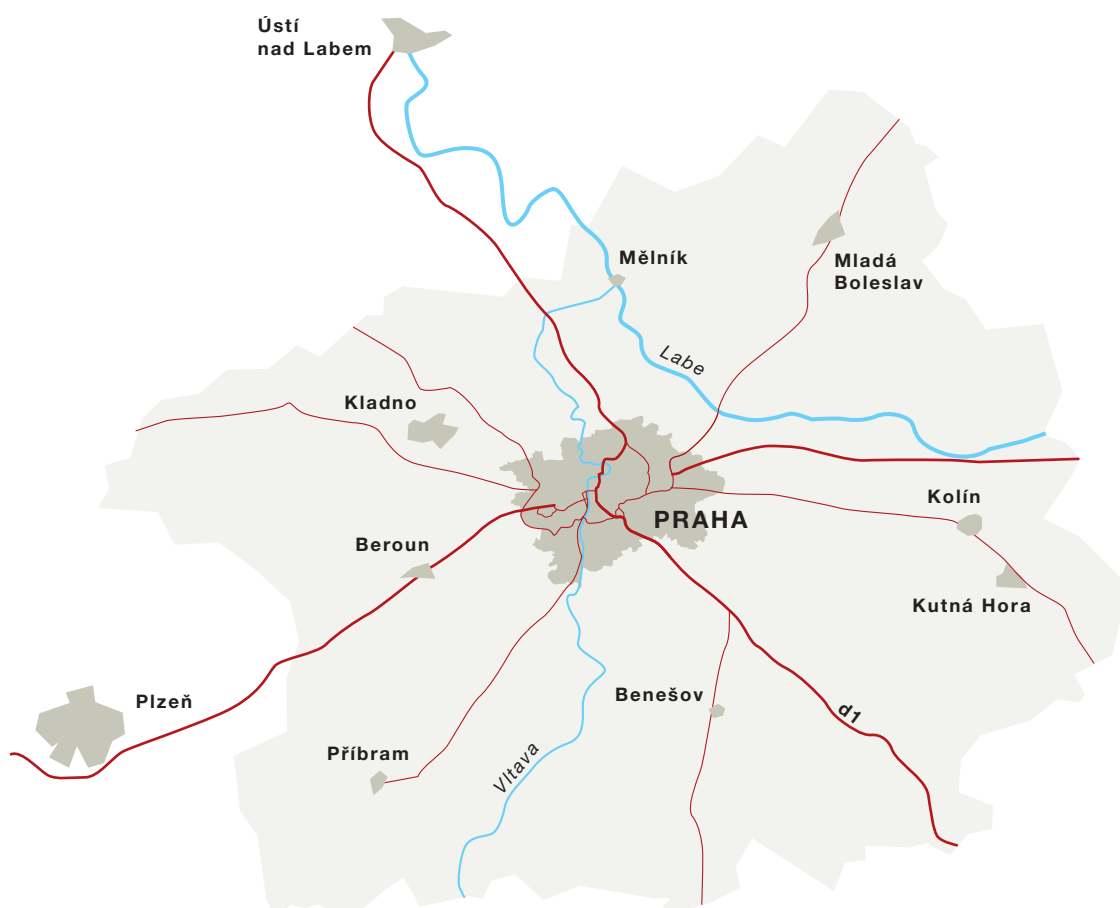 Ústí
nad Labem
Mělník
Mladá
Boleslav
Labe
Kladno
Kolín
PRAHA
Beroun
Kutná Hora
Plzeň
Benešov
d1
Příbram
Vltava